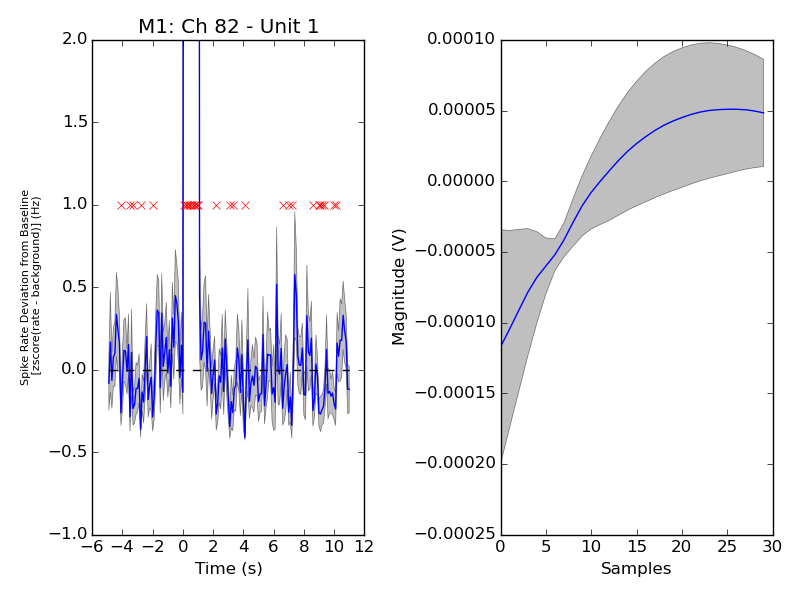 M1: Ch 82 - Unit 1
2.0
1.5
1.0
0.5
0.0
−0.5
−1.0
−6 −4 −2 0 2 4 6 8 10 12
Time (s)
Spike Rate Deviation from Baseline
[zscore(rate - background)] (Hz)
0.00010
0.00005
0.00000
−0.00005
−0.00010
−0.00015
−0.00020
−0.00025
0 5 10 15 20 25 30
Samples
Magnitude (V)